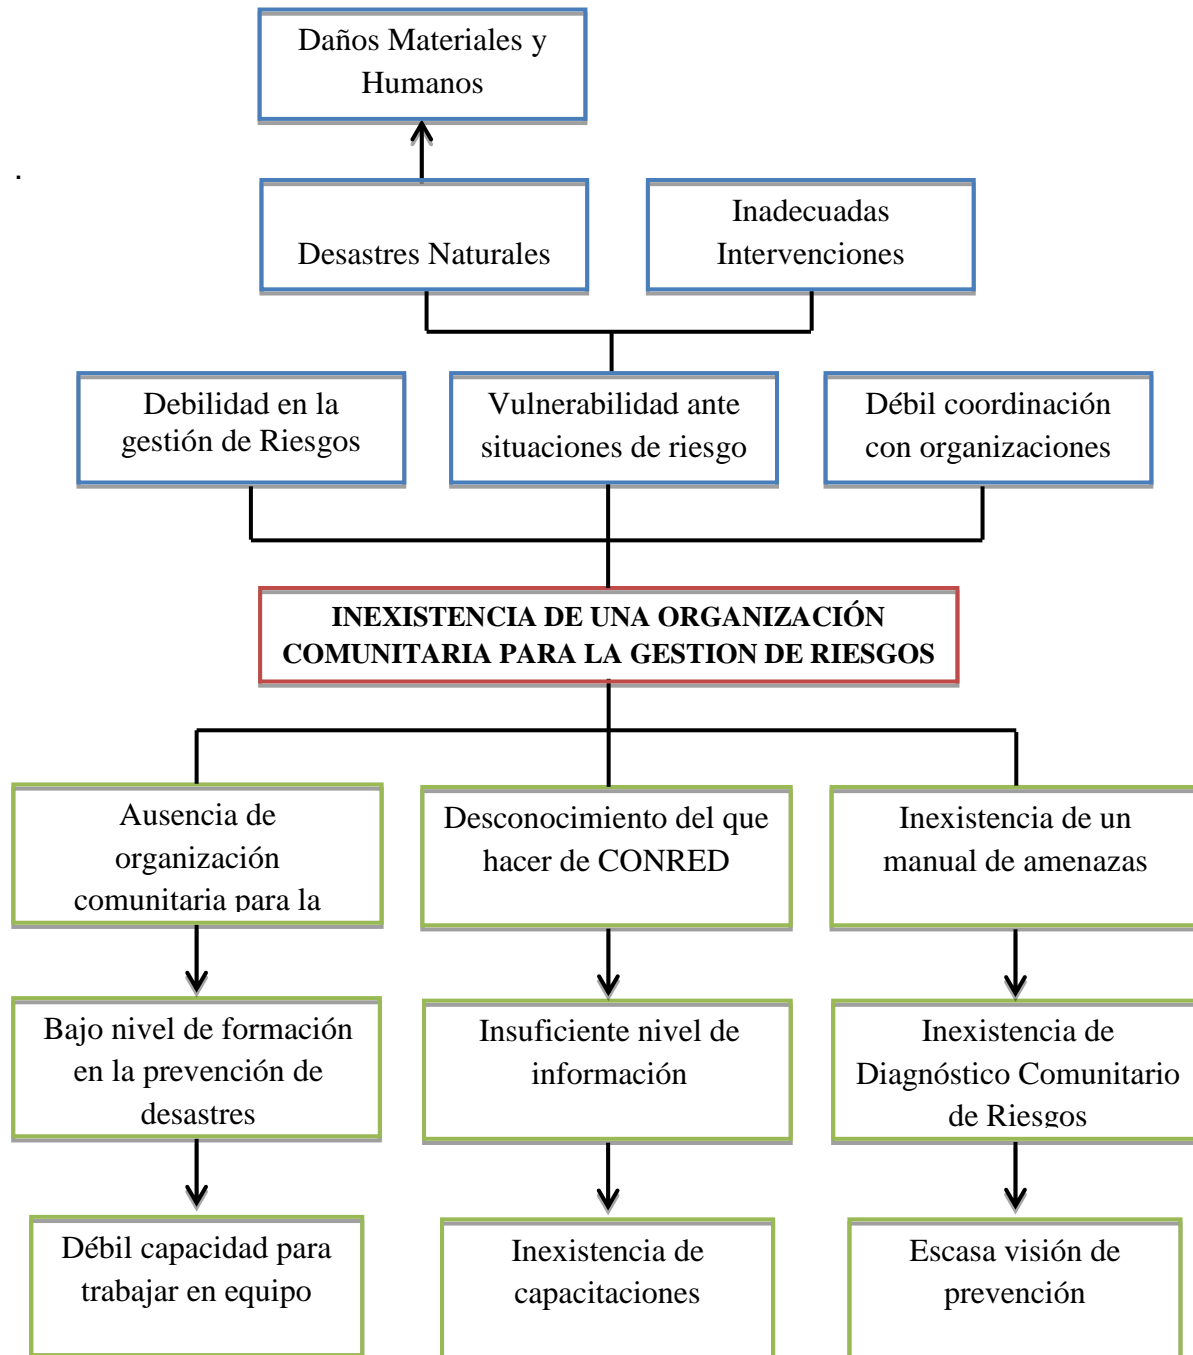 Daños Materiales y
Humanos
.
Desastres Naturales
Inadecuadas
Intervenciones
Debilidad en la
gestión de Riesgos
Vulnerabilidad ante
situaciones de riesgo
Débil coordinación
con organizaciones
INEXISTENCIA DE UNA ORGANIZACIÓN
COMUNITARIA PARA LA GESTION DE RIESGOS
Ausencia de
organización
comunitaria para la
Desconocimiento del que
hacer de CONRED
Inexistencia de un
manual de amenazas
Bajo nivel de formación
en la prevención de
desastres
Insuficiente nivel de
información
Inexistencia de
Diagnóstico Comunitario
de Riesgos
Débil capacidad para
trabajar en equipo
Inexistencia de
capacitaciones
Escasa visión de
prevención